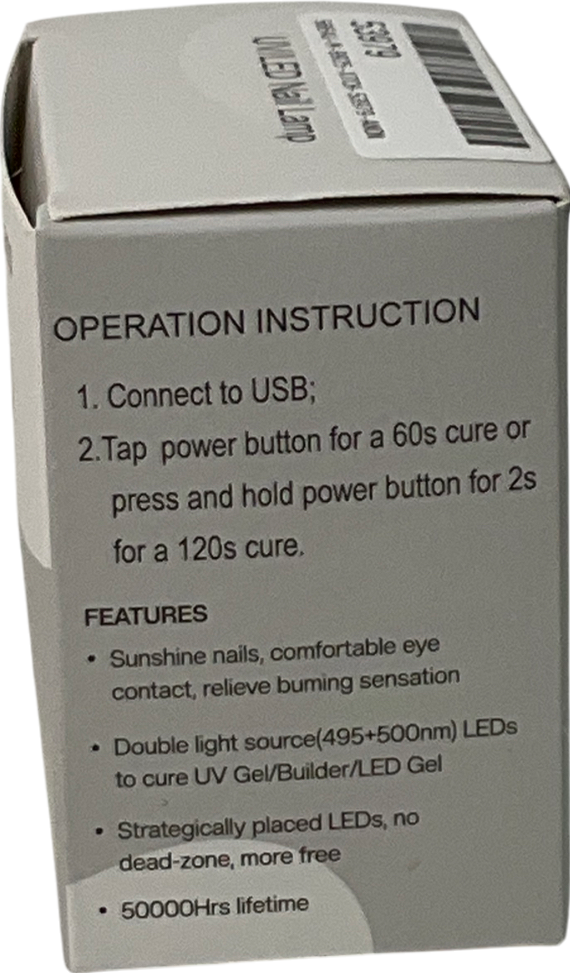 UV/LED Nail Lamp
53979
OPERATION INSTRUCTION
1. Connect to USB;
2.Tap power button for a 60s cure or
press and hold power button for 2s
for a 120s cure.
FEATURES
• Sunshine nails, comfortable eye
contact, relieve burning sensation
• Double light source(495+500nm) LEDs
to cure UV Gel/Builder/LED Gel
• Strategically placed LEDs, no
dead-zone, more free
• 50000Hrs lifetime